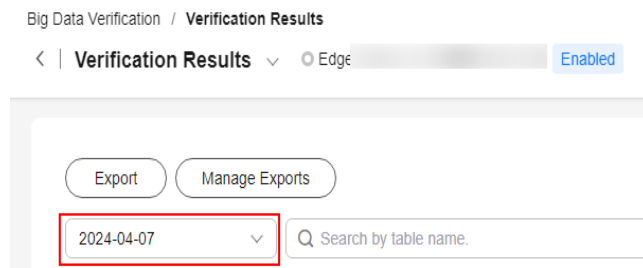 Big Data Verification / Verification Results
Verification Results Edge Enabled
Export Manage Exports
2024-04-07 Search by table name.